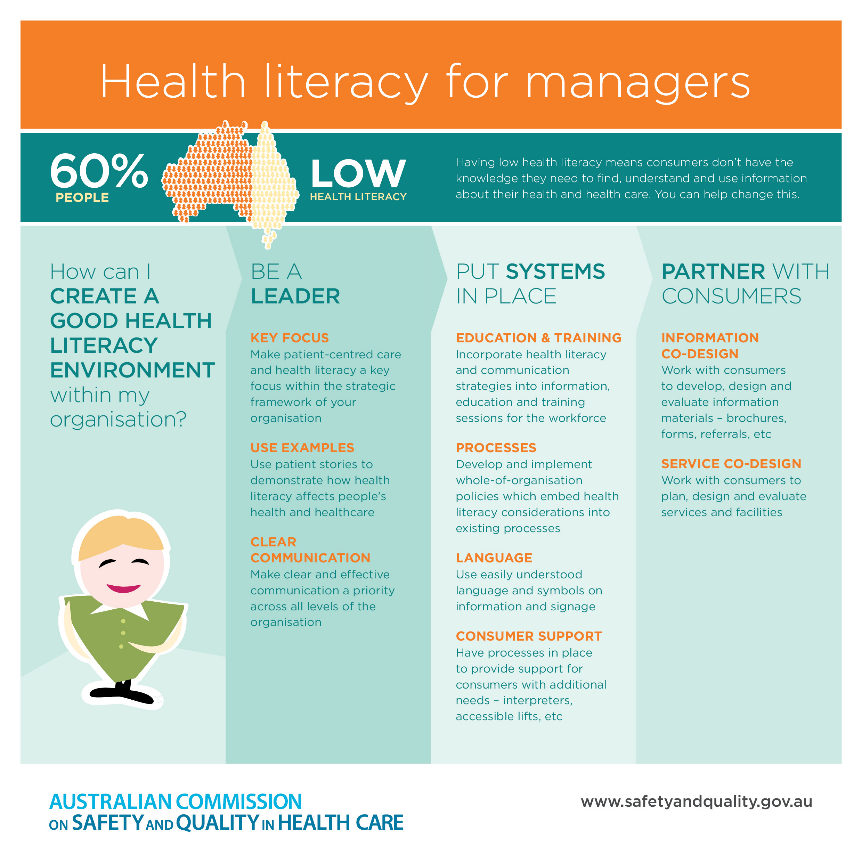 Health literacy for managers
60%
PEOPLE
LOW
HEALTH LITERACY
Having low health literacy means consumers don't have the
knowledge they need to find, understand and use information
about their health and health care. You can help change this.
How can I
CREATE A
GOOD HEALTH
LITERACY
ENVIRONMENT
within my
organisation?
BE A
LEADER
KEY FOCUS
Make patient-centred care
and health literacy a key
focus within the strategic
framework of your
organisation
USE EXAMPLES
Use patient stories to
demonstrate how health
literacy affects people's
health and healthcare
CLEAR
COMMUNICATION
Make clear and effective
communication a priority
across all levels of the
organisation
PUT SYSTEMS
IN PLACE
EDUCATION & TRAINING
Incorporate health literacy
and communication
strategies into information,
education and training
sessions for the workforce
PROCESSES
Develop and implement
whole-of-organisation
policies which embed health
literacy considerations into
existing processes
LANGUAGE
Use easily understood
language and symbols on
information and signage
CONSUMER SUPPORT
Have processes in place
to provide support for
consumers with additional
needs – interpreters,
accessible lifts, etc
PARTNER WITH
CONSUMERS
INFORMATION
CO-DESIGN
Work with consumers
to develop, design and
evaluate information
materials – brochures,
forms, referrals, etc
SERVICE CO-DESIGN
Work with consumers to
plan, design and evaluate
services and facilities
AUSTRALIAN COMMISSION
ON SAFETY AND QUALITY IN HEALTH CARE
www.safetyandquality.gov.au